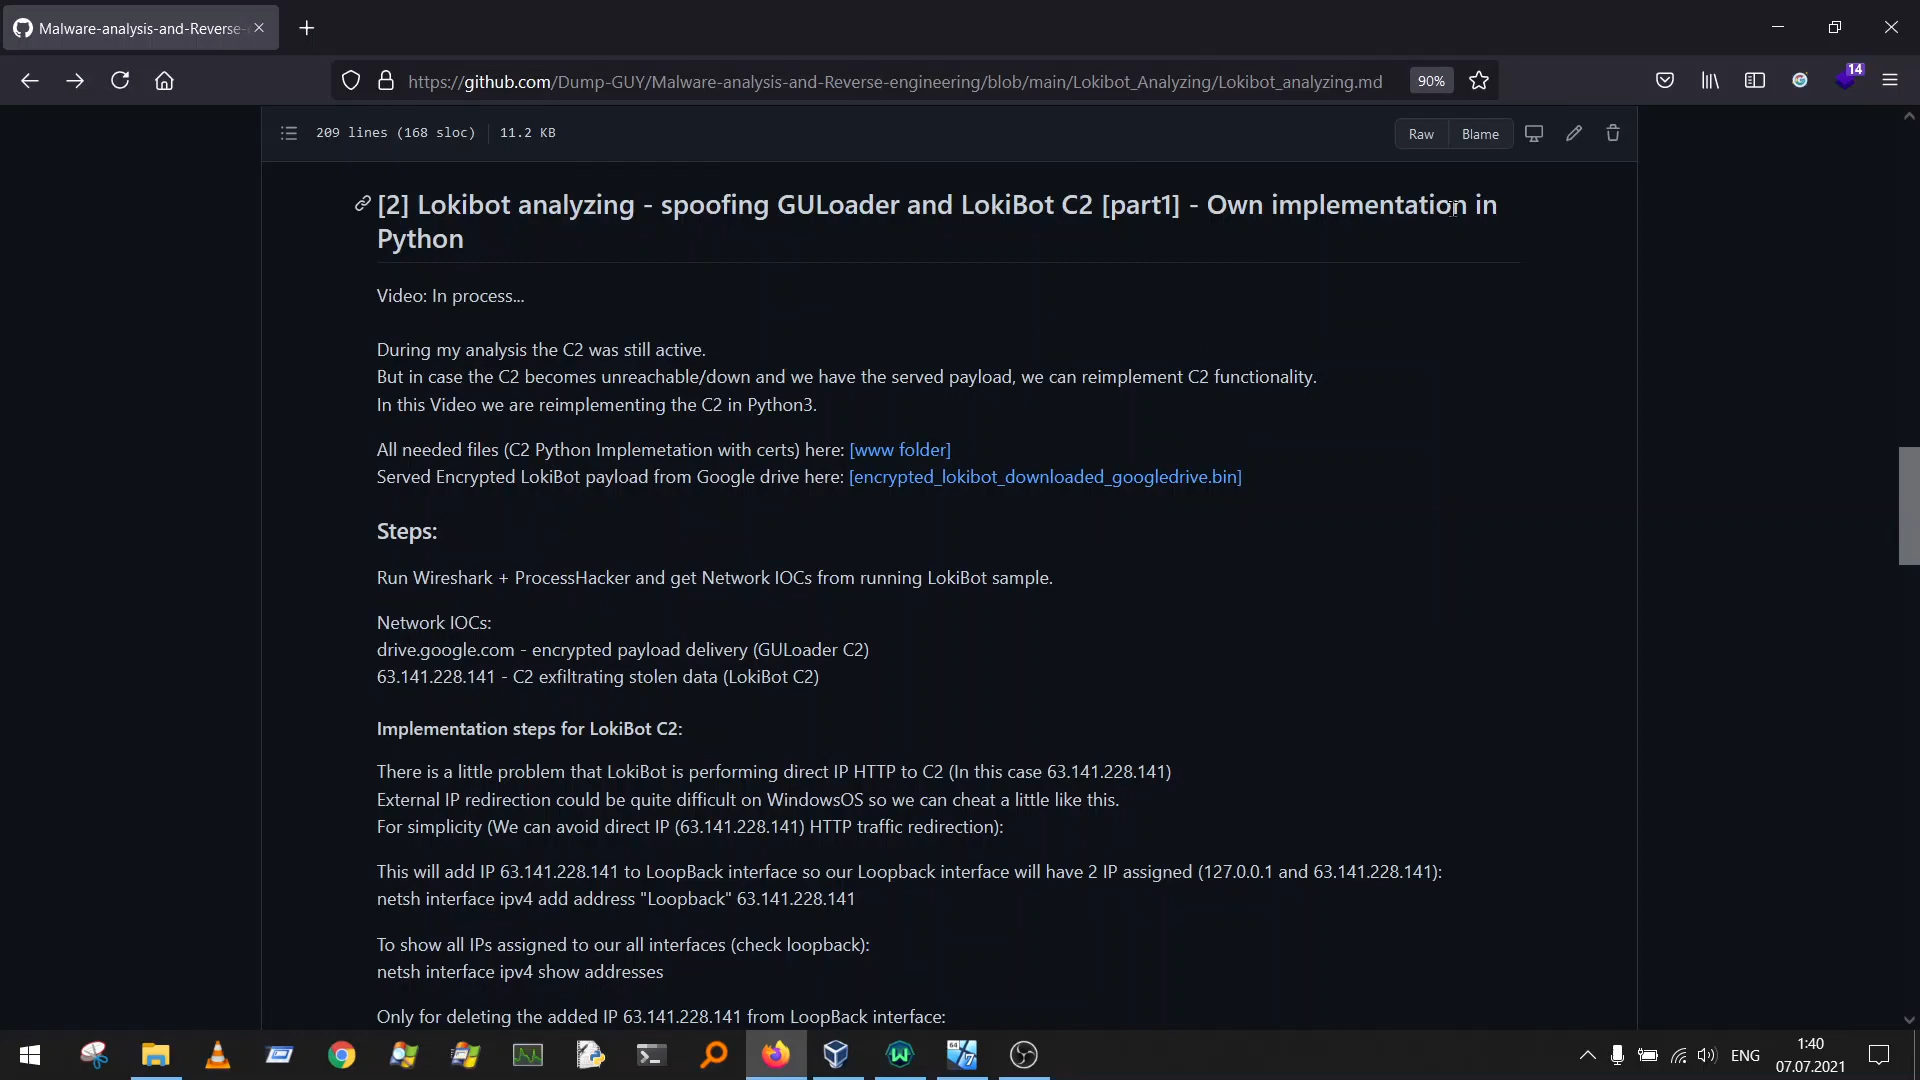 Malware-analysis-and-Reverse-
https://github.com/Dump-GUY/Malware-analysis-and-Reverse-engineering/blob/main/Lokibot_Analyzing/Lokibot_analyzing.md
90%
14
209 lines (168 sloc)
11.2 KB
Raw
Blame
[2] Lokibot analyzing - spoofing GULoader and LokiBot C2 [part1] - Own implementation in
Python
Video: In process...
During my analysis the C2 was still active.
But in case the C2 becomes unreachable/down and we have the served payload, we can reimplement C2 functionality.
In this Video we are reimplementing the C2 in Python3.
All needed files (C2 Python Implemetation with certs) here: [www folder]
Served Encrypted LokiBot payload from Google drive here: [encrypted_lokibot_downloaded_googledrive.bin]
Steps:
Run Wireshark + ProcessHacker and get Network IOCs from running LokiBot sample.
Network IOCs:
drive.google.com - encrypted payload delivery (GULoader C2)
63.141.228.141 - C2 exfiltrating stolen data (LokiBot C2)
Implementation steps for LokiBot C2:
There is a little problem that LokiBot is performing direct IP HTTP to C2 (In this case 63.141.228.141)
External IP redirection could be quite difficult on WindowsOS so we can cheat a little like this.
For simplicity (We can avoid direct IP (63.141.228.141) HTTP traffic redirection):
This will add IP 63.141.228.141 to LoopBack interface so our Loopback interface will have 2 IP assigned (127.0.0.1 and 63.141.228.141):
netsh interface ipv4 add address "Loopback" 63.141.228.141
To show all IPs assigned to our all interfaces (check loopback):
netsh interface ipv4 show addresses
Only for deleting the added IP 63.141.228.141 from LoopBack interface:
ENG
1:40
07.07.2021